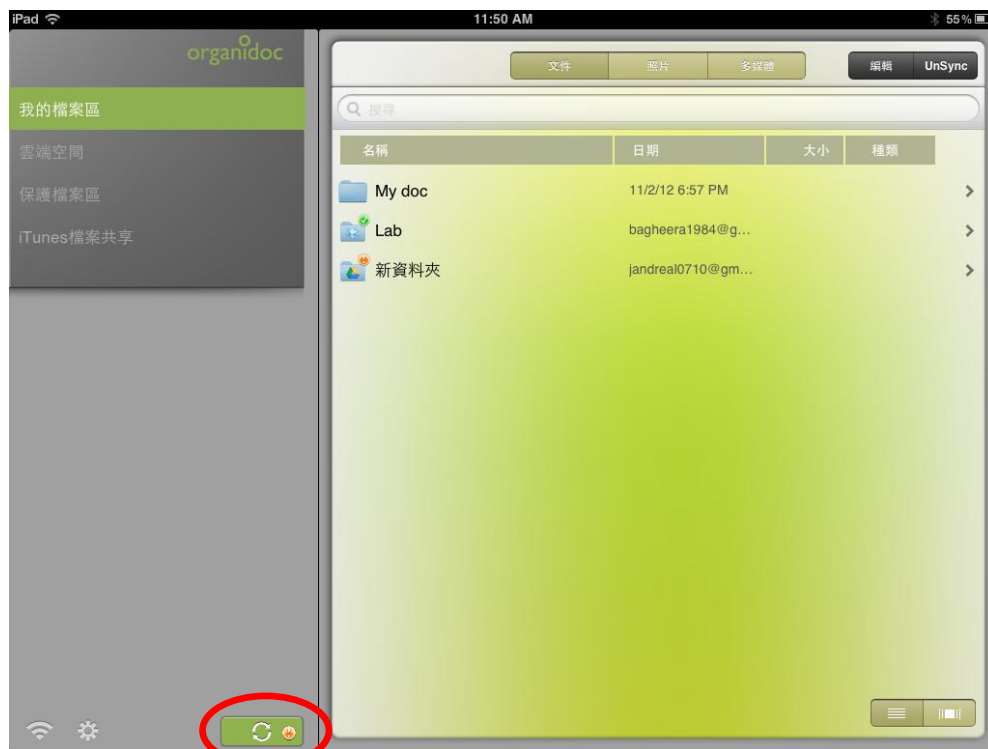 iPad 11:50 AM 55%
organidoc
文件 照片 多媒體 編輯 UnSync
我的檔案區
搜尋
雲端空間
名稱 日期 大小 種類
保護檔案區
My doc 11/2/12 6:57 PM
iTunes檔案共享
Lab bagheera1984@g...
新資料夾 jandreal0710@gm...